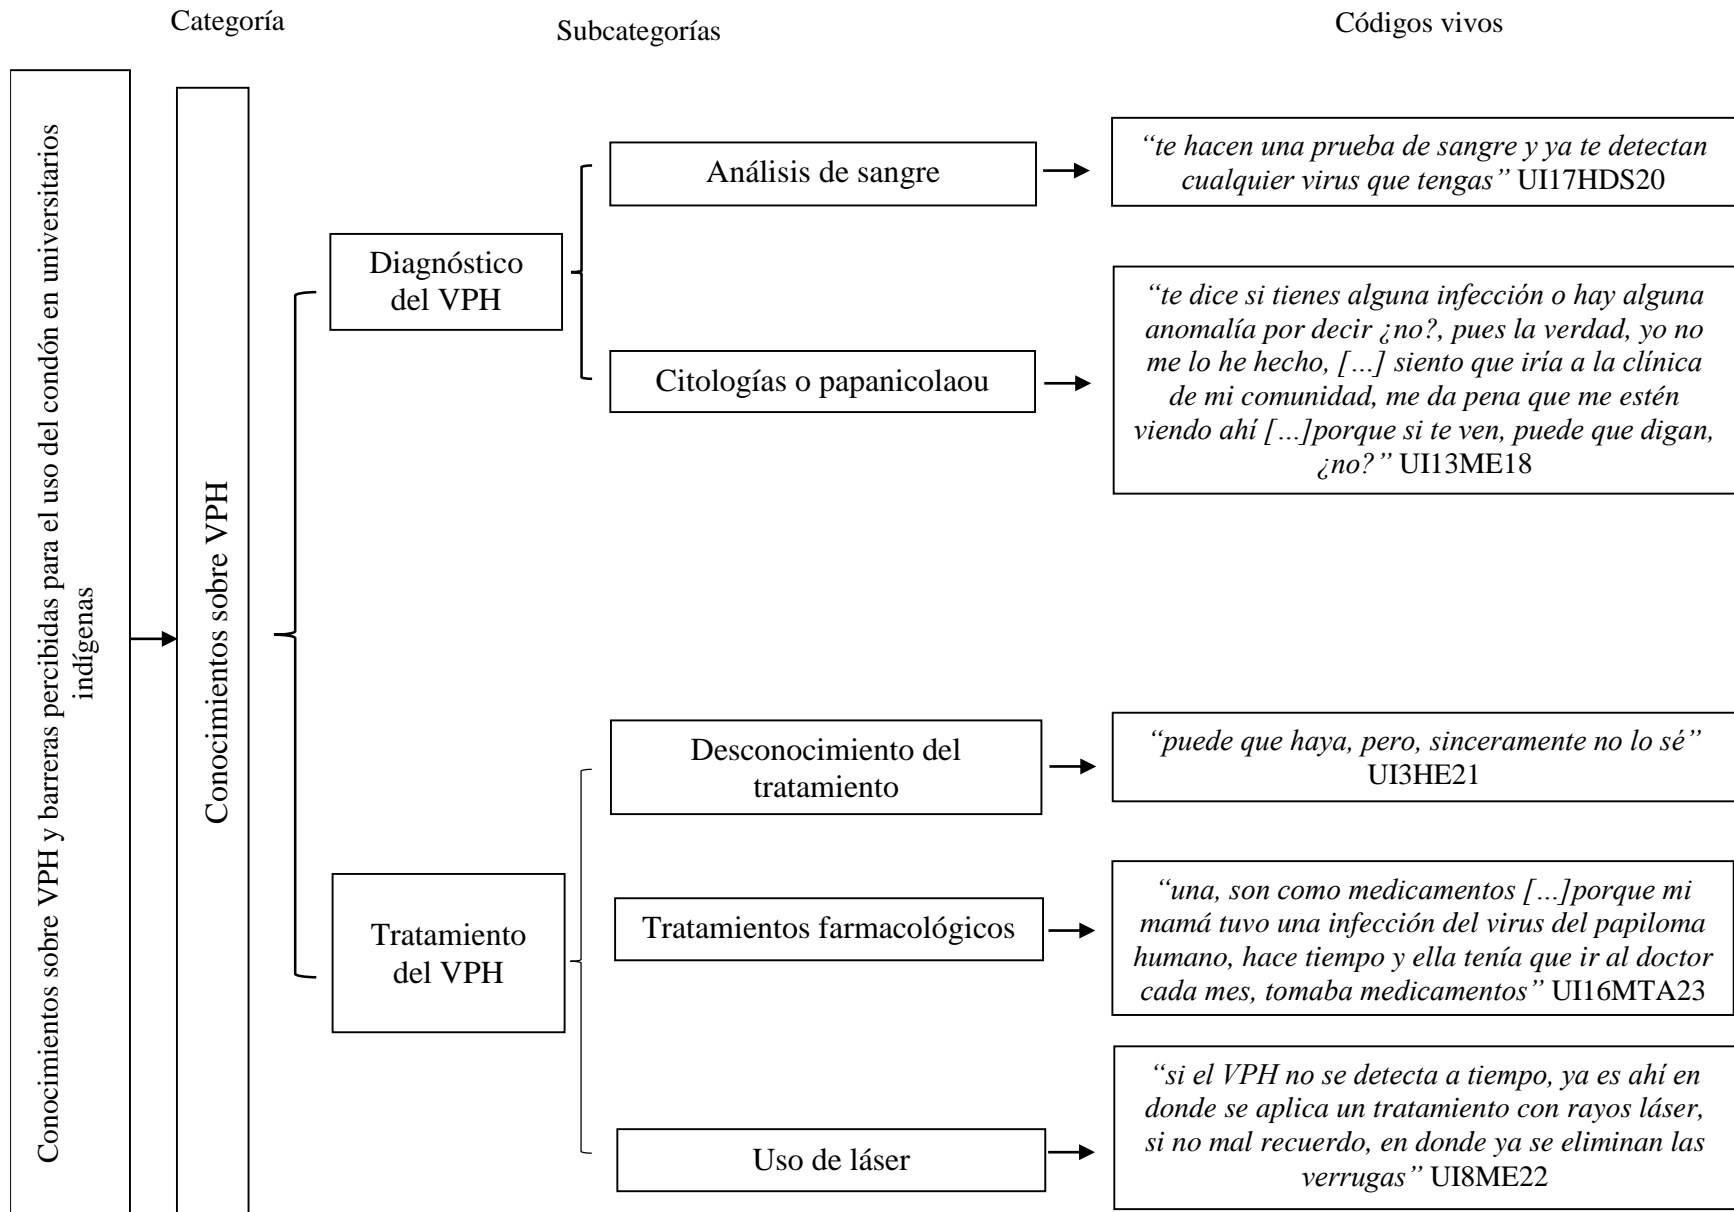 Categoría
Subcategorías
Códigos vivos
Conocimientos sobre VPH y barreras percibidas para el uso del condón en universitarios
indígenas
Conocimientos sobre VPH
Diagnóstico
del VPH
Análisis de sangre
“te hacen una prueba de sangre y ya te detectan
cualquier virus que tengas” UI17HDS20
Citologías o papanicolaou
“te dice si tienes alguna infección o hay alguna
anomalía por decir ¿no?, pues la verdad, yo no
me lo he hecho, […] siento que iría a la clínica
de mi comunidad, me da pena que me estén
viendo ahí […]porque si te ven, puede que digan,
¿no?” UI13ME18
Tratamiento
del VPH
Desconocimiento del
tratamiento
“puede que haya, pero, sinceramente no lo sé”
UI3HE21
Tratamientos farmacológicos
“una, son como medicamentos […]porque mi
mamá tuvo una infección del virus del papiloma
humano, hace tiempo y ella tenía que ir al doctor
cada mes, tomaba medicamentos” UI16MTA23
Uso de láser
“si el VPH no se detecta a tiempo, ya es ahí en
donde se aplica un tratamiento con rayos láser,
si no mal recuerdo, en donde ya se eliminan las
verrugas” UI8ME22